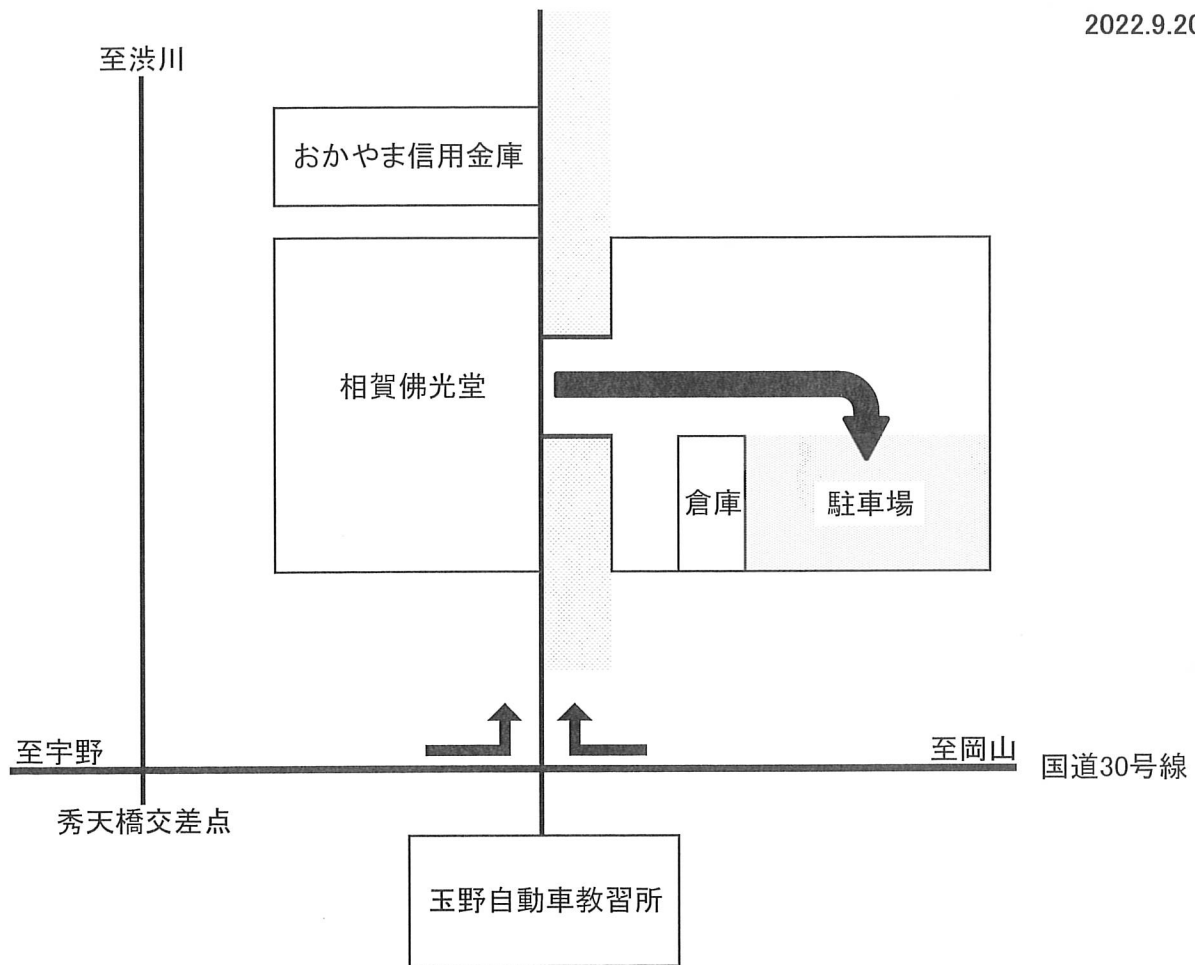 2022.9.20
至渋川
おかやま信用金庫
相賀佛光堂
倉庫
駐車場
至宇野
至岡山
国道30号線
秀天橋交差点
玉野自動車教習所